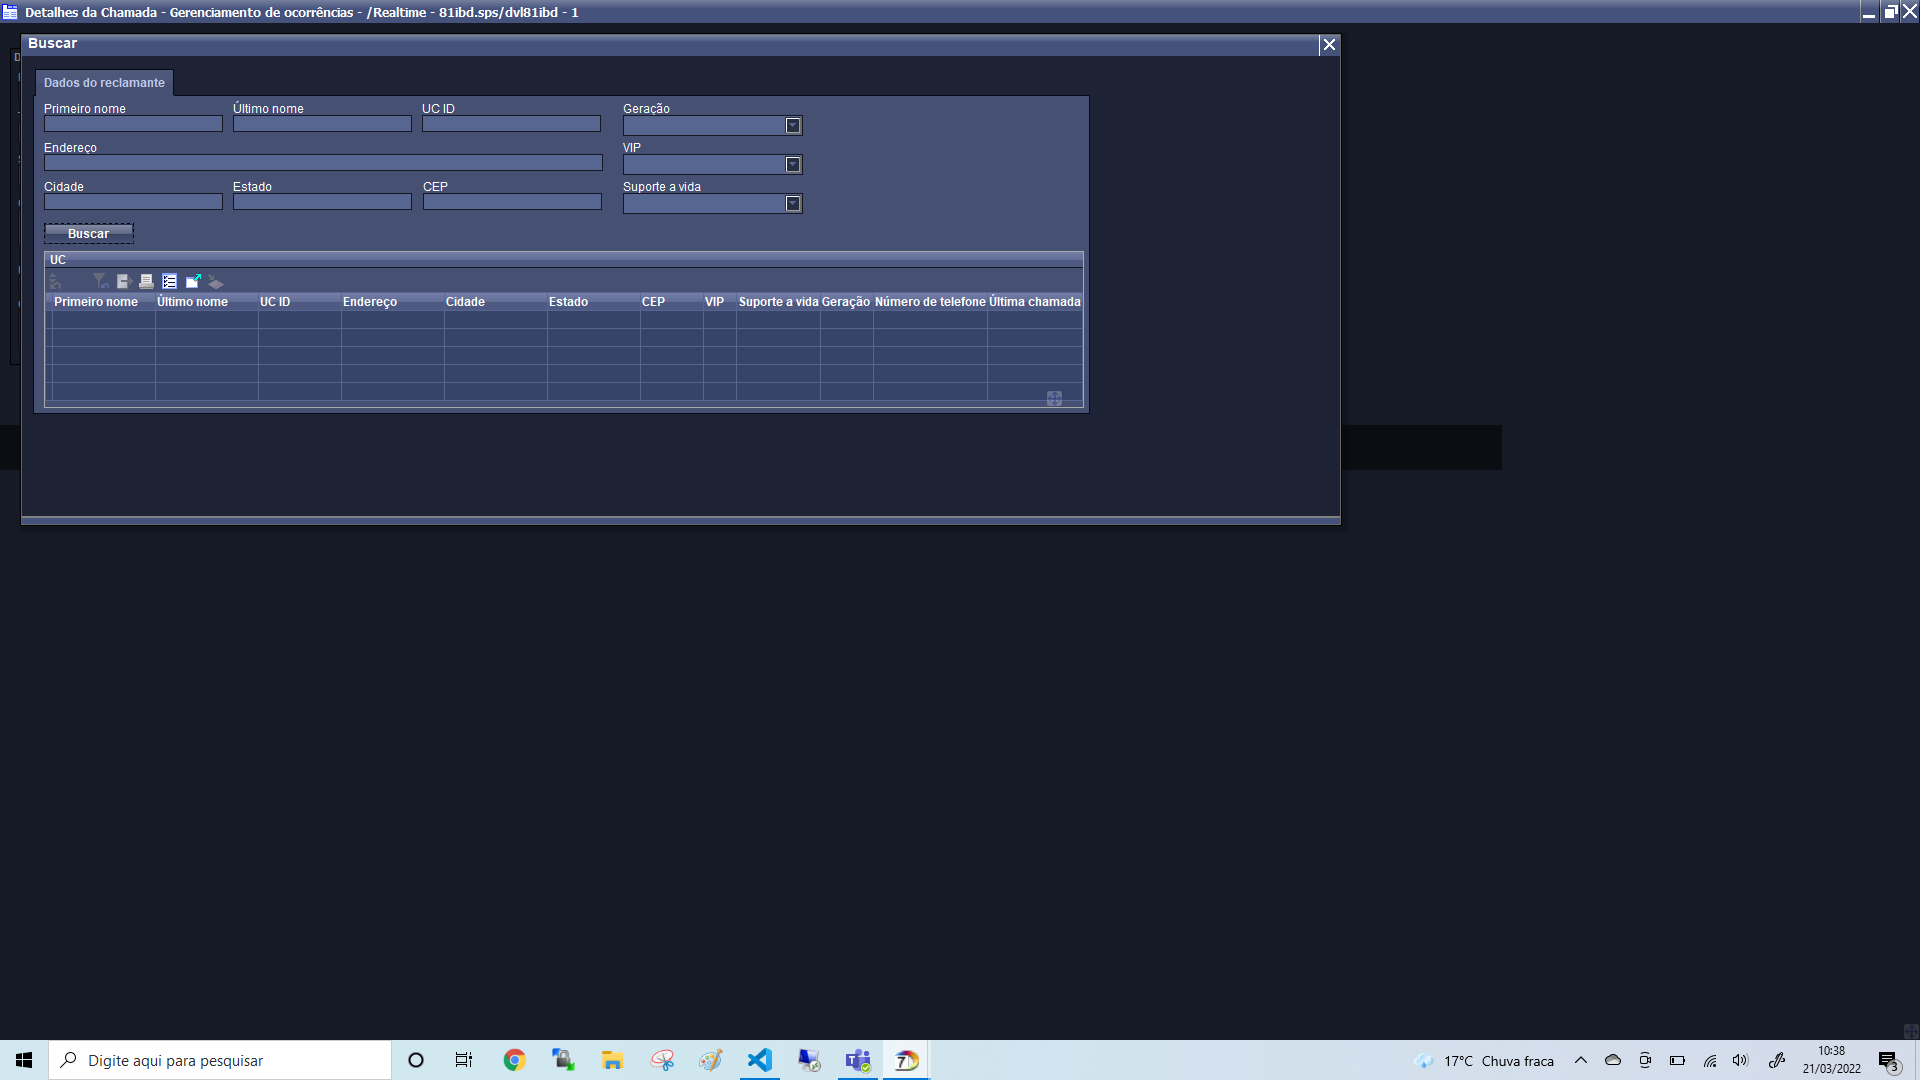 Detalhes da Chamada - Gerenciamento de ocorrências - /Realtime - 81ibd.sps/dvl81ibd - 1
Buscar
Dados do reclamante
Primeiro nome Último nome UC ID Geração
Endereço VIP
Cidade Estado CEP Suporte a vida
Buscar
UC
Primeiro nome Último nome UC ID Endereço Cidade Estado CEP VIP Suporte a vida Geração Número de telefone Última chamada
Digite aqui para pesquisar
17°C Chuva fraca
10:38
21/03/2022
3